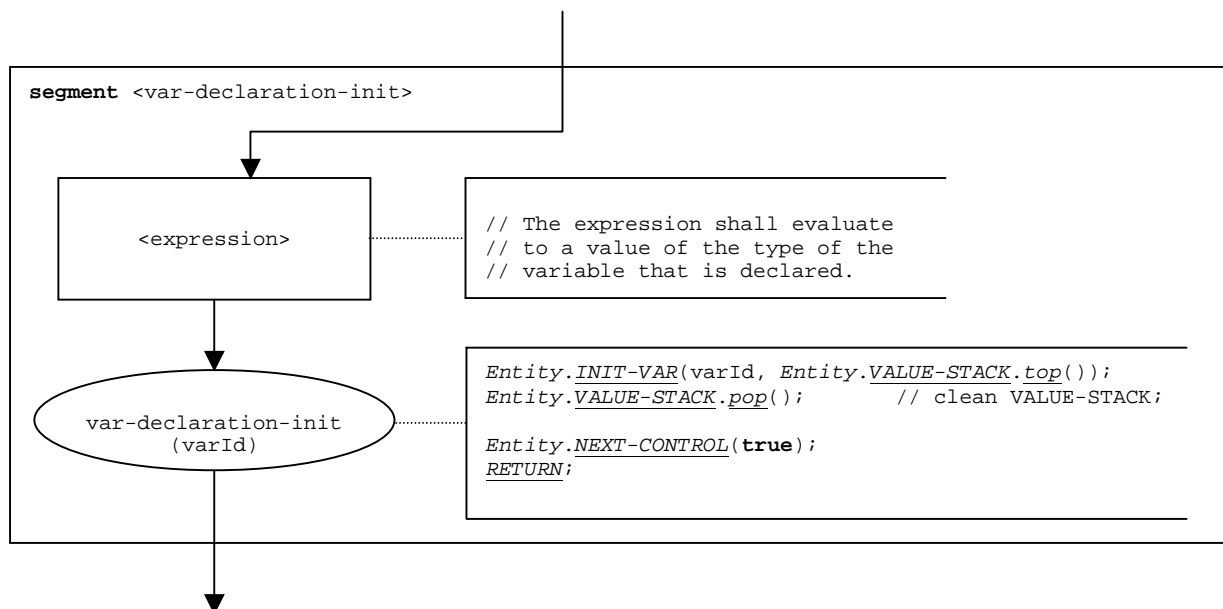 segment <var-declaration-init>
<expression>
// The expression shall evaluate
// to a value of the type of the
// variable that is declared.
var-declaration-init
(varId)
Entity.INIT-VAR(varId, Entity.VALUE-STACK.top());
Entity.VALUE-STACK.pop(); // clean VALUE-STACK;
Entity.NEXT-CONTROL(true);
RETURN;